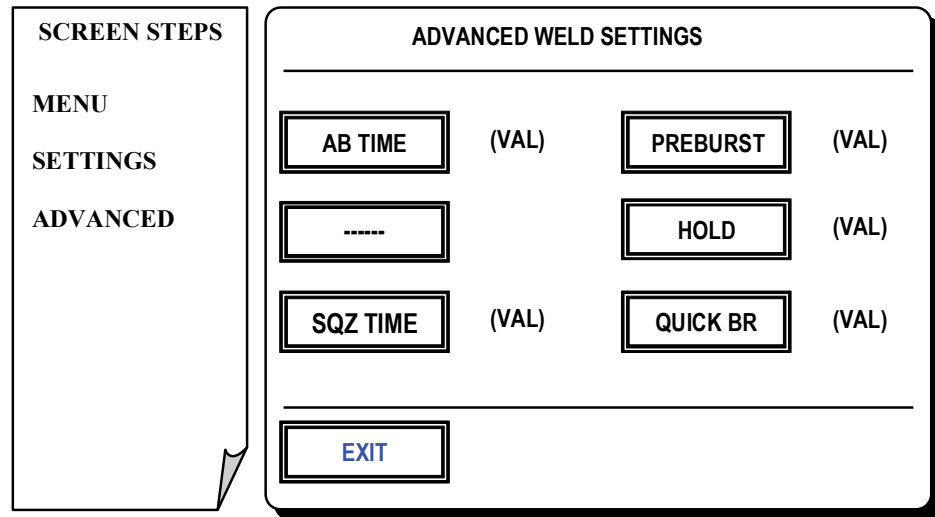 SCREEN STEPS
MENU
SETTINGS
ADVANCED
ADVANCED WELD SETTINGS
AB TIME (VAL) PREBURST (VAL)
------ HOLD (VAL)
SQZ TIME (VAL) QUICK BR (VAL)
EXIT